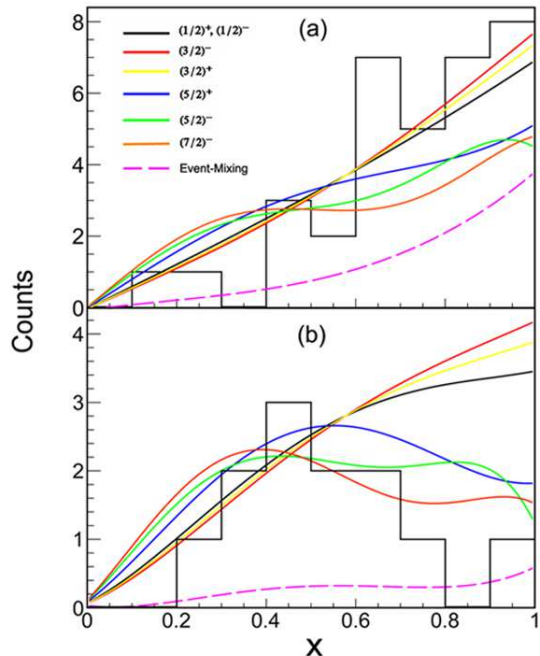 (a)
(1/2)⁺, (1/2)⁻
(3/2)⁻
(3/2)⁺
(5/2)⁺
(5/2)⁻
(7/2)⁻
Event-Mixing
8
6
4
2
0
Counts
(b)
4
3
2
1
0
0 0.2 0.4 0.6 0.8 1
X